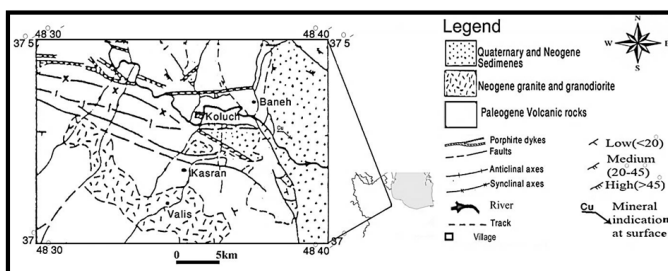 48 30
48 40
37 5
37 5
Koluch
Baneh
Kasran
Valis
37
37
48 30
48 40
0 5km
Legend
N
W
E
S
Quaternary and Neogene
Sedimenes
Neogene granite and granodiorite
Paleogene Volcanic rocks
Porphirte dykes
Faults
Anticlinal axes
Synclinal axes
River
Track
Village
Low(<20)
Medium
(20-45)
High(>45)
Cu Mineral
indication
at surface